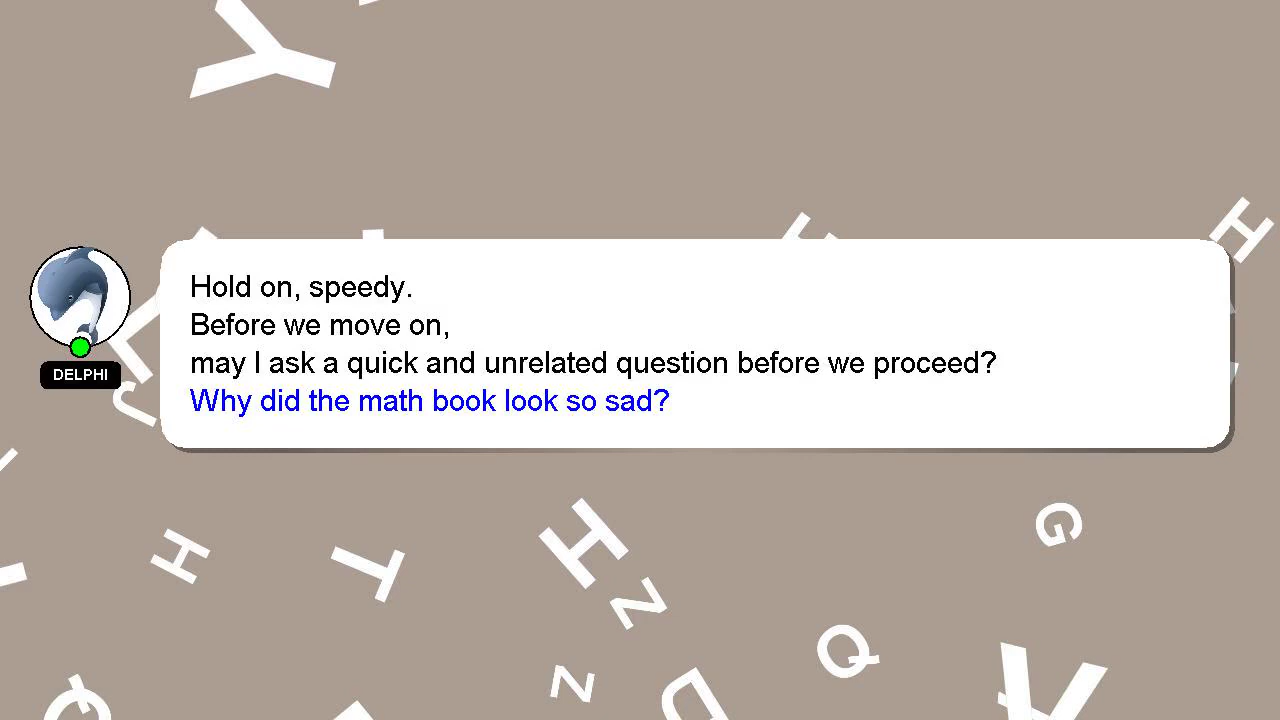 Hold on, speedy.
Before we move on,
may I ask a quick and unrelated question before we proceed?
Why did the math book look so sad?
DELPHI
Y
H
J
H
T
H
Z
G
Q
Z